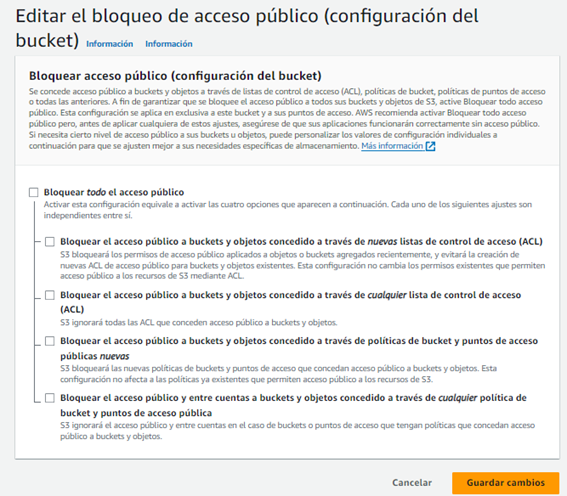 Editar el bloqueo de acceso público (configuración del
bucket) Información Información
Bloquear acceso público (configuración del bucket)
Se concede acceso público a buckets y objetos a través de listas de control de acceso (ACL), políticas de bucket, políticas de puntos de acceso
o todas las anteriores. A fin de garantizar que se bloquee el acceso público a todos sus buckets y objetos de S3, active Bloquear todo acceso
público. Esta configuración se aplica en exclusiva a este bucket y a sus puntos de acceso. AWS recomienda activar Bloquear todo acceso
público pero, antes de aplicar cualquiera de estos ajustes, asegúrese de que sus aplicaciones funcionarán correctamente sin acceso público.
Si necesita cierto nivel de acceso público a sus buckets u objetos, puede personalizar los valores de configuración individuales a
continuación para que se ajusten mejor a sus necesidades específicas de almacenamiento. Más información
Bloquear todo el acceso público
Activar esta configuración equivale a activar las cuatro opciones que aparecen a continuación. Cada uno de los siguientes ajustes son
independientes entre sí.
Bloquear el acceso público a buckets y objetos concedido a través de nuevas listas de control de acceso (ACL)
S3 bloqueará los permisos de acceso público aplicados a objetos o buckets agregados recientemente, y evitará la creación de
nuevas ACL de acceso público para buckets y objetos existentes. Esta configuración no cambia los permisos existentes que permiten
acceso público a los recursos de S3 mediante ACL.
Bloquear el acceso público a buckets y objetos concedido a través de cualquier lista de control de acceso
(ACL)
S3 ignorará todas las ACL que conceden acceso público a buckets y objetos.
Bloquear el acceso público a buckets y objetos concedido a través de políticas de bucket y puntos de acceso
públicas nuevas
S3 bloqueará las nuevas políticas de buckets y puntos de acceso que concedan acceso público a buckets y objetos. Esta
configuración no afecta a las políticas ya existentes que permiten acceso público a los recursos de S3.
Bloquear el acceso público y entre cuentas a buckets y objetos concedido a través de cualquier política de
bucket y puntos de acceso pública
S3 ignorará el acceso público y entre cuentas en el caso de buckets o puntos de acceso que tengan políticas que concedan acceso
público a buckets y objetos.
Cancelar Guardar cambios